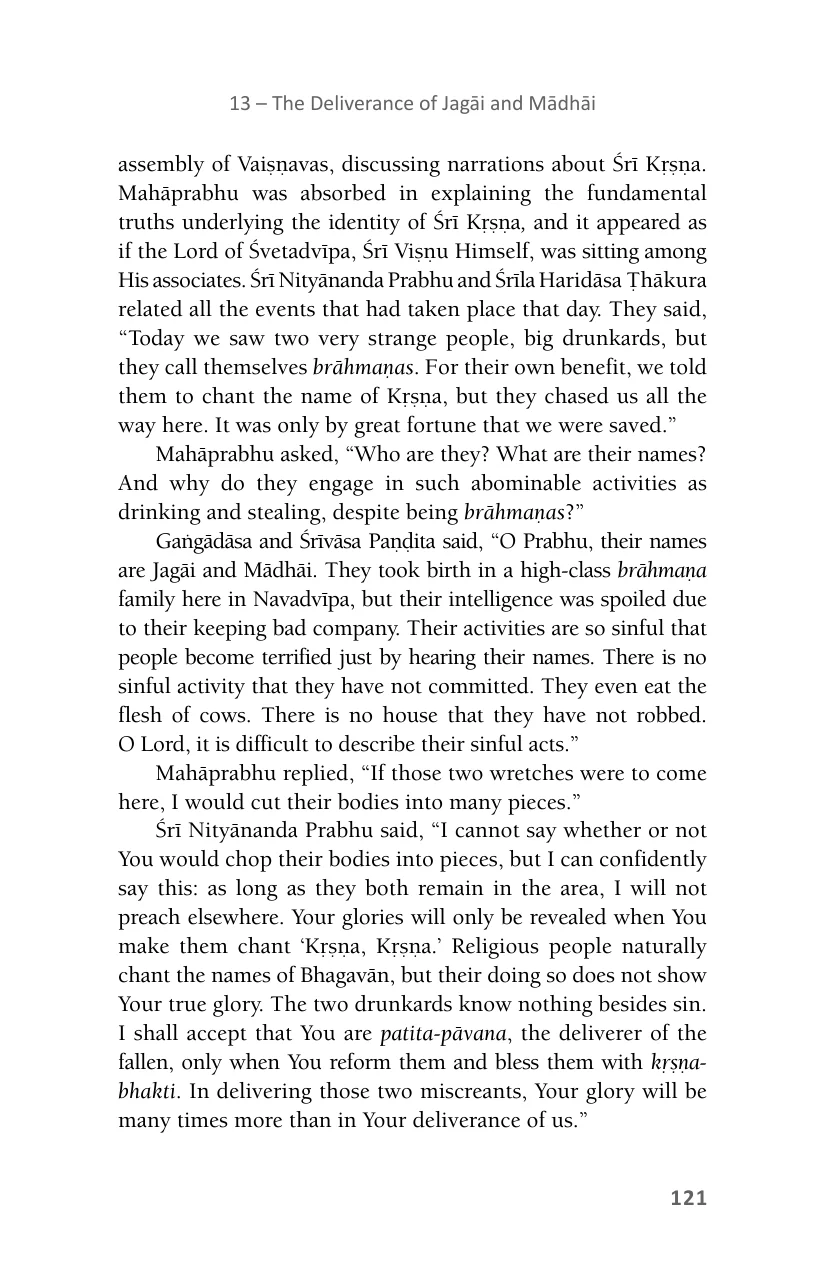 13 – The Deliverance of Jagāi and Mādhāi
assembly of Vaiṣṇavas, discussing narrations about Śrī Kṛṣṇa.
Mahāprabhu was absorbed in explaining the fundamental
truths underlying the identity of Śrī Kṛṣṇa, and it appeared as
if the Lord of Śvetadvīpa, Śrī Viṣṇu Himself, was sitting among
His associates. Śrī Nityānanda Prabhu and Śrīla Haridāsa Ṭhākura
related all the events that had taken place that day. They said,
“Today we saw two very strange people, big drunkards, but
they call themselves brāhmaṇas. For their own benefit, we told
them to chant the name of Kṛṣṇa, but they chased us all the
way here. It was only by great fortune that we were saved.”
Mahāprabhu asked, “Who are they? What are their names?
And why do they engage in such abominable activities as
drinking and stealing, despite being brāhmaṇas?”
Gaṅgādāsa and Śrīvāsa Paṇḍita said, “O Prabhu, their names
are Jagāi and Mādhāi. They took birth in a high-class brāhmaṇa
family here in Navadvīpa, but their intelligence was spoiled due
to their keeping bad company. Their activities are so sinful that
people become terrified just by hearing their names. There is no
sinful activity that they have not committed. They even eat the
flesh of cows. There is no house that they have not robbed.
O Lord, it is difficult to describe their sinful acts.”
Mahāprabhu replied, “If those two wretches were to come
here, I would cut their bodies into many pieces.”
Śrī Nityānanda Prabhu said, “I cannot say whether or not
You would chop their bodies into pieces, but I can confidently
say this: as long as they both remain in the area, I will not
preach elsewhere. Your glories will only be revealed when You
make them chant ‘Kṛṣṇa, Kṛṣṇa.’ Religious people naturally
chant the names of Bhagavān, but their doing so does not show
Your true glory. The two drunkards know nothing besides sin.
I shall accept that You are patita-pāvana, the deliverer of the
fallen, only when You reform them and bless them with kṛṣṇa-
bhakti. In delivering those two miscreants, Your glory will be
many times more than in Your deliverance of us.”
121